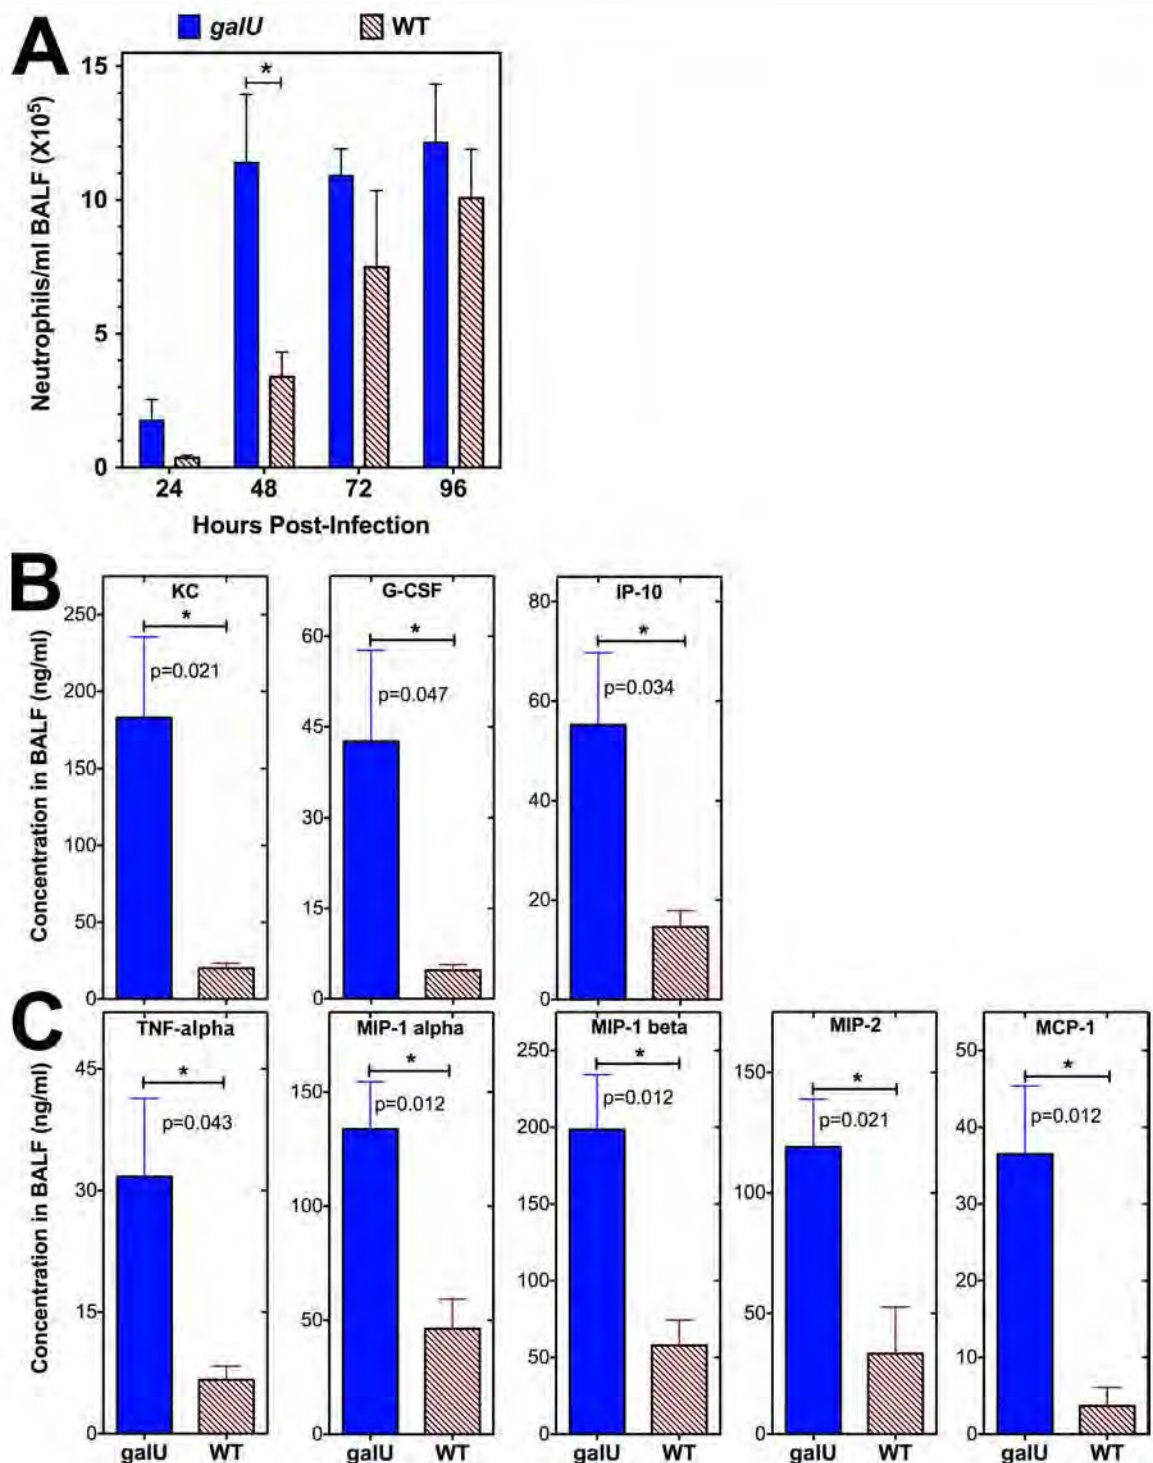 A
galU WT
*
15
10
5
0
Neutrophils/ml BALF (X10⁵)
24 48 72 96
Hours Post-Infection
B
Concentration in BALF (ng/ml)
KC
*
p=0.021
250
200
150
100
50
0
G-CSF
*
p=0.047
60
45
30
15
0
IP-10
*
p=0.034
80
60
40
20
0
C
Concentration in BALF (ng/ml)
TNF-alpha
*
p=0.043
45
30
15
0
galU WT
MIP-1 alpha
*
p=0.012
150
100
50
0
galU WT
MIP-1 beta
*
p=0.012
250
200
150
100
50
0
galU WT
MIP-2
*
p=0.021
150
100
50
0
galU WT
MCP-1
*
p=0.012
50
40
30
20
10
0
galU WT